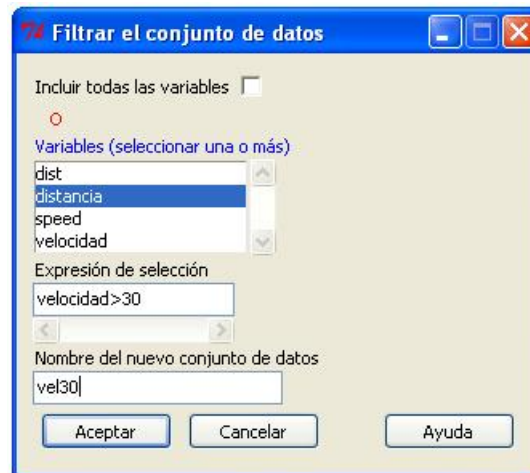 Filtrar el conjunto de datos
Incluir todas las variables
O
Variables (seleccionar una o más)
dist
distancia
speed
velocidad
Expresión de selección
velocidad>30
Nombre del nuevo conjunto de datos
vel30
Aceptar Cancelar Ayuda